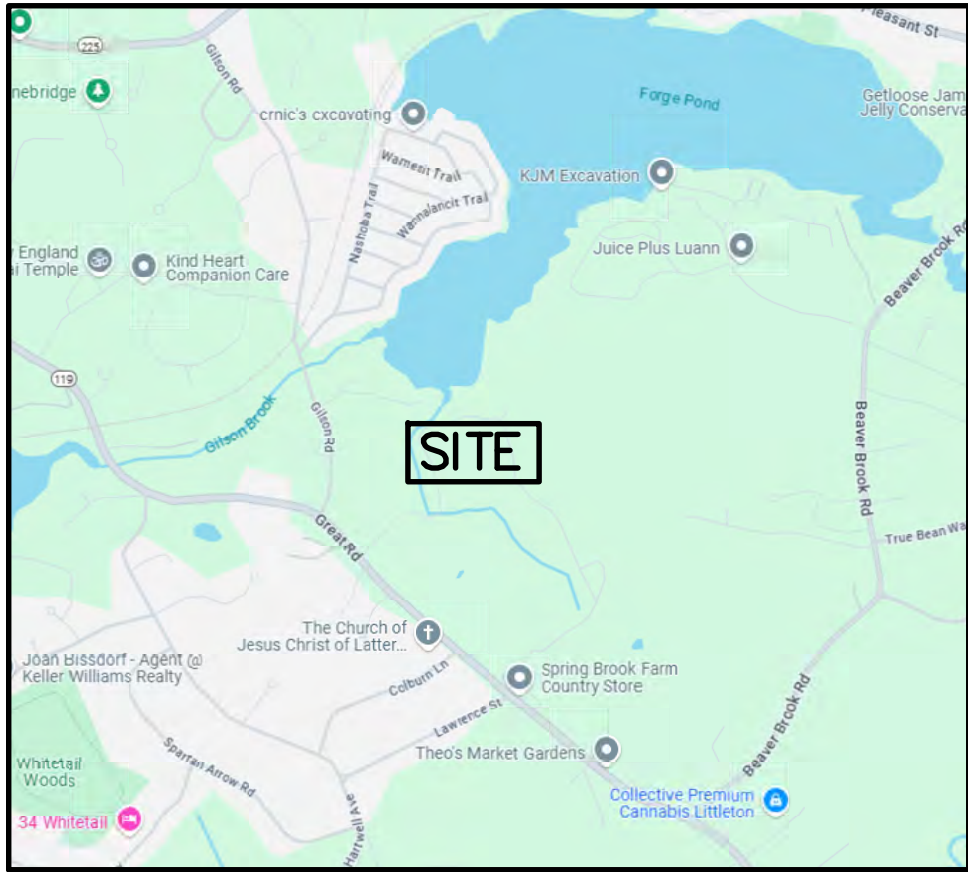 Pleasant St
225
Gilson Rd
nebridge
Forge Pond
Getloose Jam
Jelly Conserva
crnic's cxcavating
Wamesit Trail
KJM Excavation
Wannalancit Trail
Nashoba Trail
Juice Plus Luann
England
i Temple
Kind Heart
Companion Care
Beaver Brook Rd
119
Gilson Brook
Gilson Rd
SITE
Beaver Brook Rd
Great Rd
True Bean Wa
The Church of
Jesus Christ of Latter...
Joan Bissdorf - Agent @
Keller Williams Realty
Colburn Ln
Spring Brook Farm
Country Store
Lawrence St
Beaver Brook Rd
Theo's Market Gardens
Spartan Arrow Rd
Whitetail
Woods
Collective Premium
Cannabis Littleton
34 Whitetail
Hartwell Ave